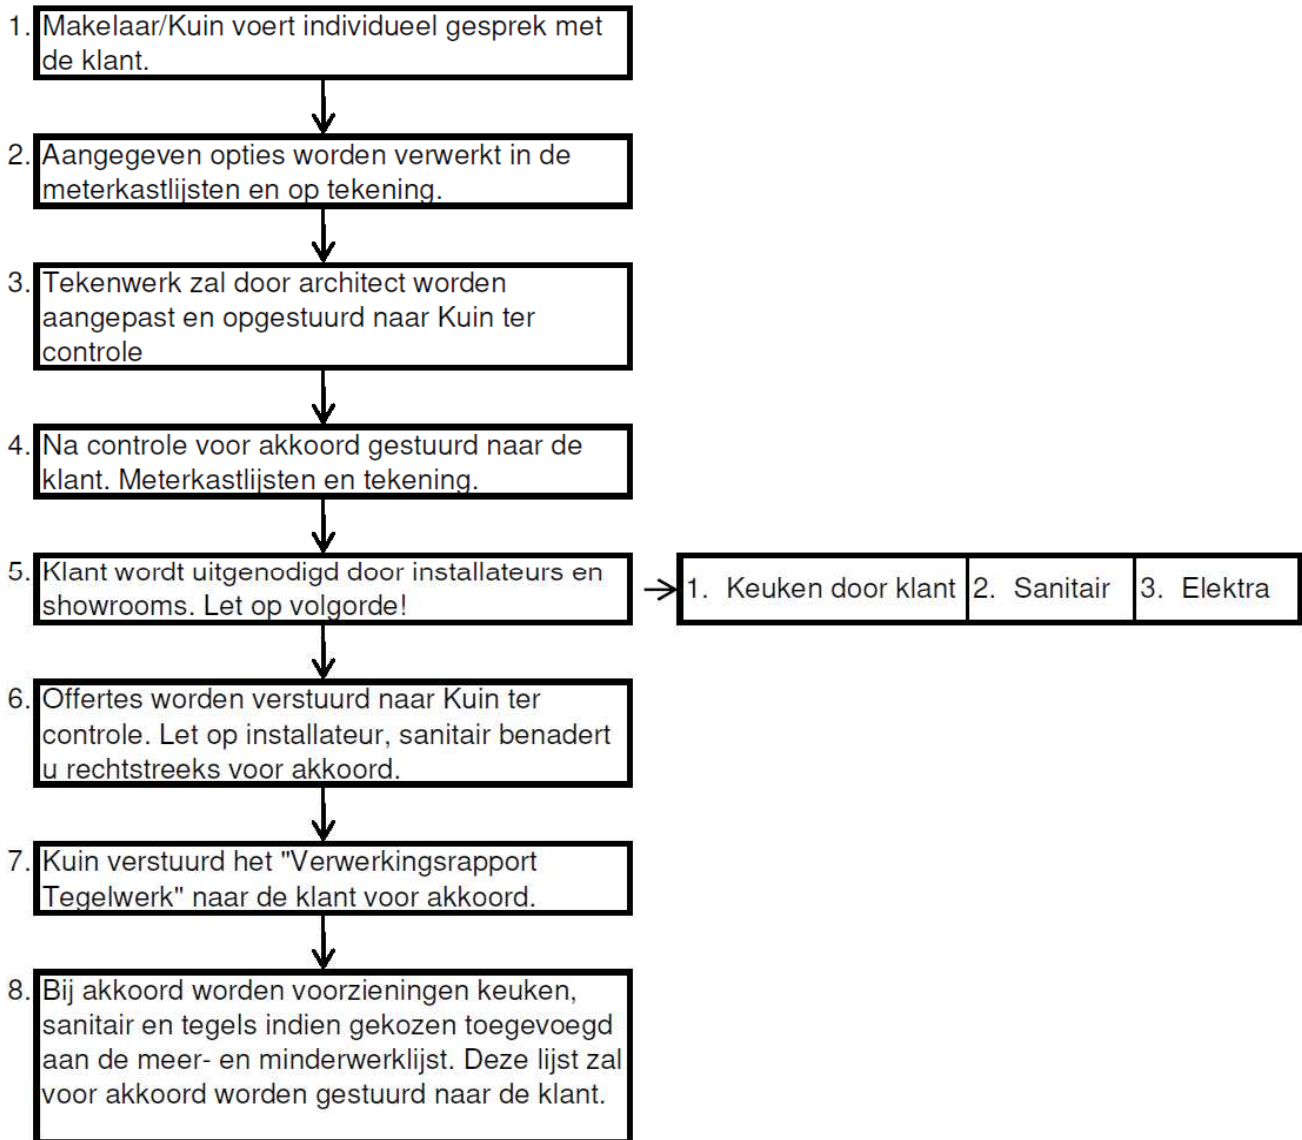 1. Makelaar/Kuin voert individueel gesprek met
de klant.
2. Aangegeven opties worden verwerkt in de
meterkastlijsten en op tekening.
3. Tekenwerk zal door architect worden
aangepast en opgestuurd naar Kuin ter
controle
4. Na controle voor akkoord gestuurd naar de
klant. Meterkastlijsten en tekening.
5. Klant wordt uitgenodigd door installateurs en
showrooms. Let op volgorde!
1. Keuken door klant 2. Sanitair 3. Elektra
6. Offertes worden verstuurd naar Kuin ter
controle. Let op installateur, sanitair benadert
u rechtstreeks voor akkoord.
7. Kuin verstuurd het "Verwerkingsrapport
Tegelwerk" naar de klant voor akkoord.
8. Bij akkoord worden voorzieningen keuken,
sanitair en tegels indien gekozen toegevoegd
aan de meer- en minderwerklijst. Deze lijst zal
voor akkoord worden gestuurd naar de klant.